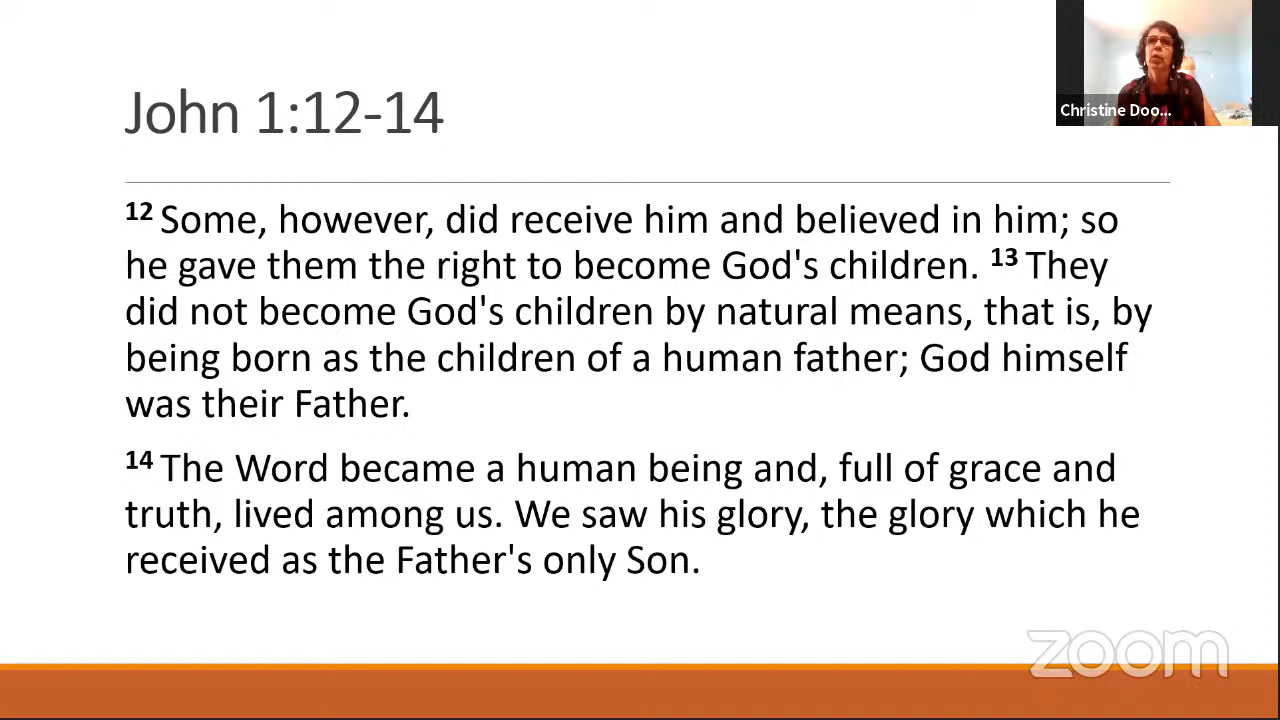 John 1:12-14
Christine Doo...
12 Some, however, did receive him and believed in him; so
he gave them the right to become God's children. 13 They
did not become God's children by natural means, that is, by
being born as the children of a human father; God himself
was their Father.
14 The Word became a human being and, full of grace and
truth, lived among us. We saw his glory, the glory which he
received as the Father's only Son.
zoom